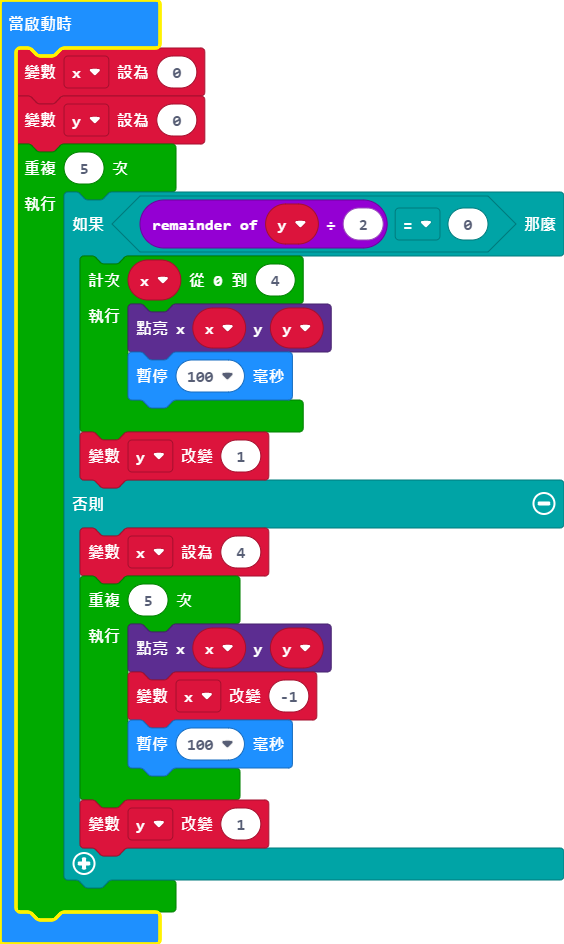 當啟動時
變數 x 設為 0
變數 y 設為 0
重複 5 次
執行
如果 remainder of y ÷ 2 = 0 那麼
計次 x 從 0 到 4
執行
點亮 x x y y
暫停 100 毫秒
變數 y 改變 1
否則
變數 x 設為 4
重複 5 次
執行
點亮 x x y y
變數 x 改變 -1
暫停 100 毫秒
變數 y 改變 1